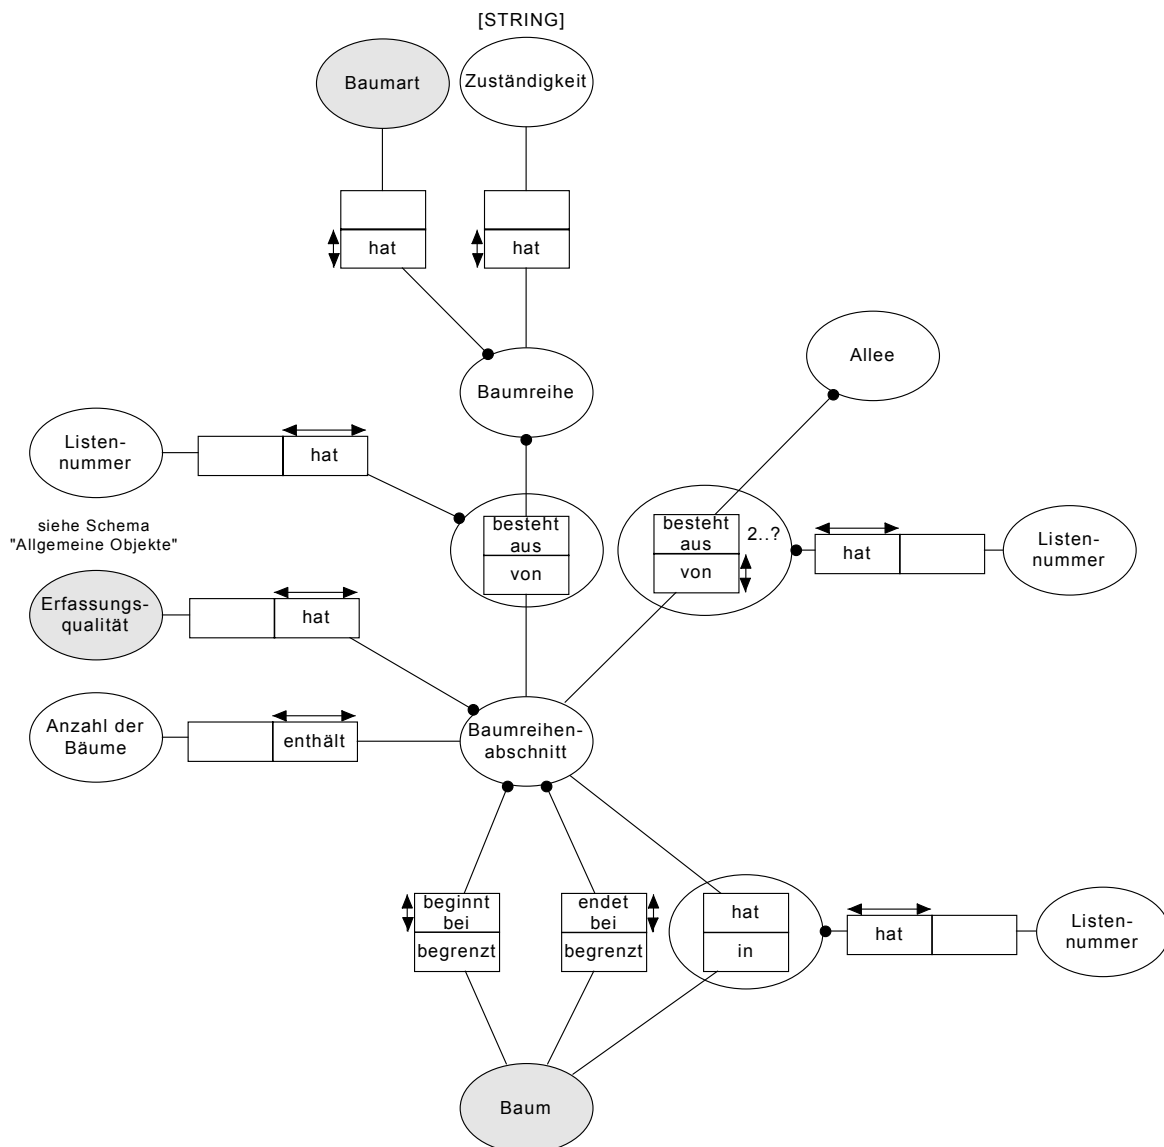 [STRING]
Baumart
Zuständigkeit
hat
hat
Allee
Baumreihe
Listen-
nummer
hat
siehe Schema
"Allgemeine Objekte"
besteht
aus
von
besteht
aus
von
2..?
hat
Listen-
nummer
Erfassungs-
qualität
hat
Anzahl der
Bäume
enthält
Baumreihen-
abschnitt
beginnt
bei
begrenzt
endet
bei
begrenzt
hat
in
hat
Listen-
nummer
Baum